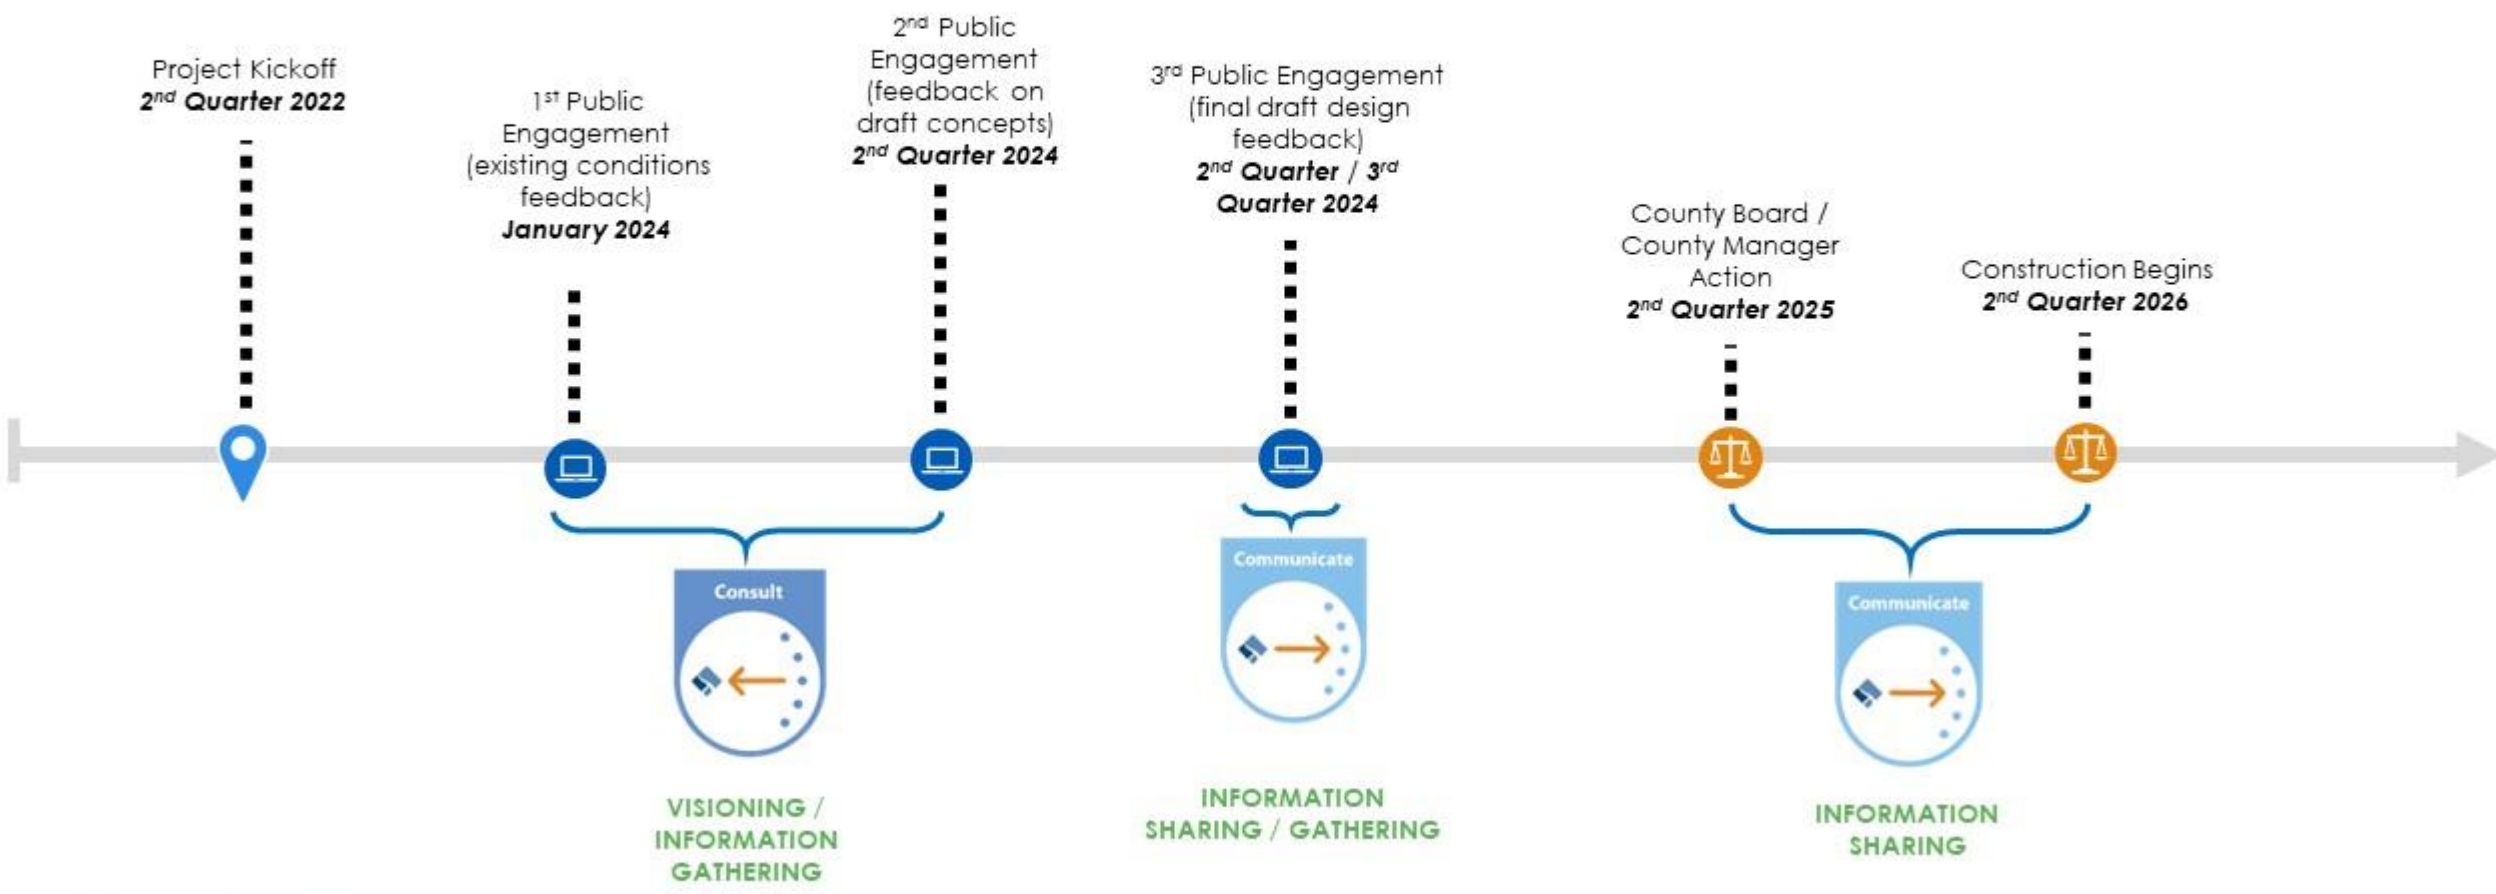 Project Kickoff
2nd Quarter 2022
1st Public
Engagement
(existing conditions
feedback)
January 2024
2nd Public
Engagement
(feedback on
draft concepts)
2nd Quarter 2024
3rd Public Engagement
(final draft design
feedback)
2nd Quarter / 3rd
Quarter 2024
County Board /
County Manager
Action
2nd Quarter 2025
Construction Begins
2nd Quarter 2026
Consult
VISIONING /
INFORMATION
GATHERING
Communicate
INFORMATION
SHARING / GATHERING
Communicate
INFORMATION
SHARING